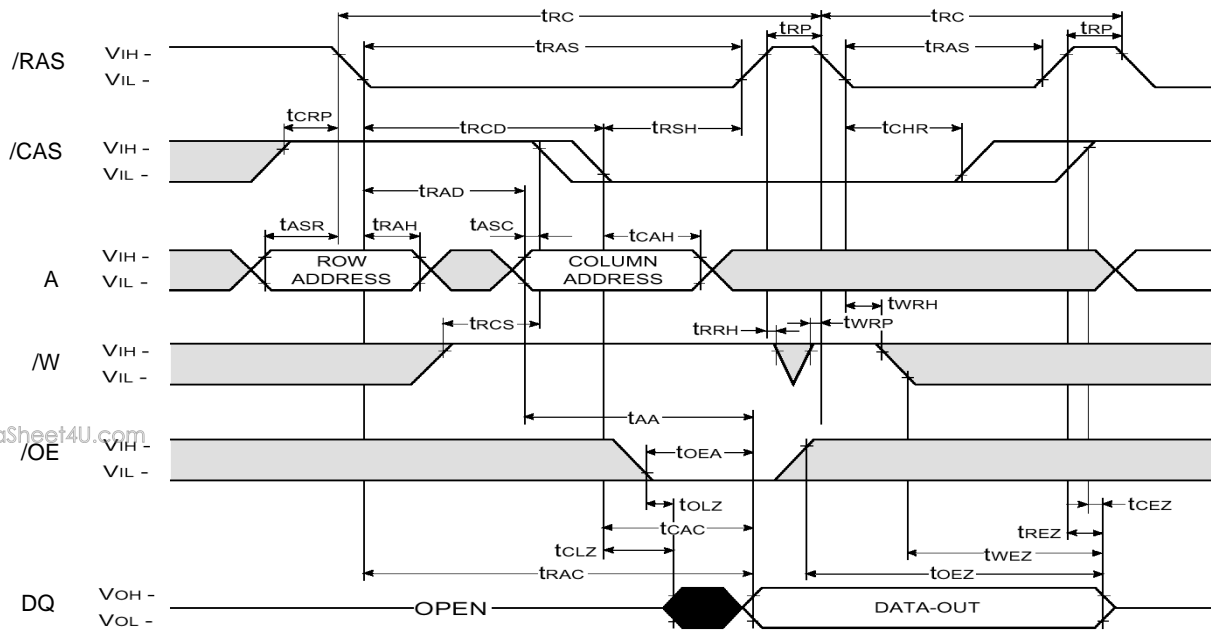 tRC tRC
tRP tRP
tRAS tRAS
/RAS VIH -
VIL -
tCRP tRCD tRSH tCHR
/CAS VIH -
VIL -
tRAD
tASR tRAH tASC tCAH
A VIH -
VIL -
ROW
ADDRESS
COLUMN
ADDRESS
tWRH
tRCS tRRH tWRP
/W VIH -
VIL -
tAA
aSheet4U.com
/OE VIH -
VIL -
tOEA
tOLZ tCEZ
tCAC tREZ
tCLZ tWEZ
tRAC tOEZ
DQ VOH -
VOL -
OPEN DATA-OUT